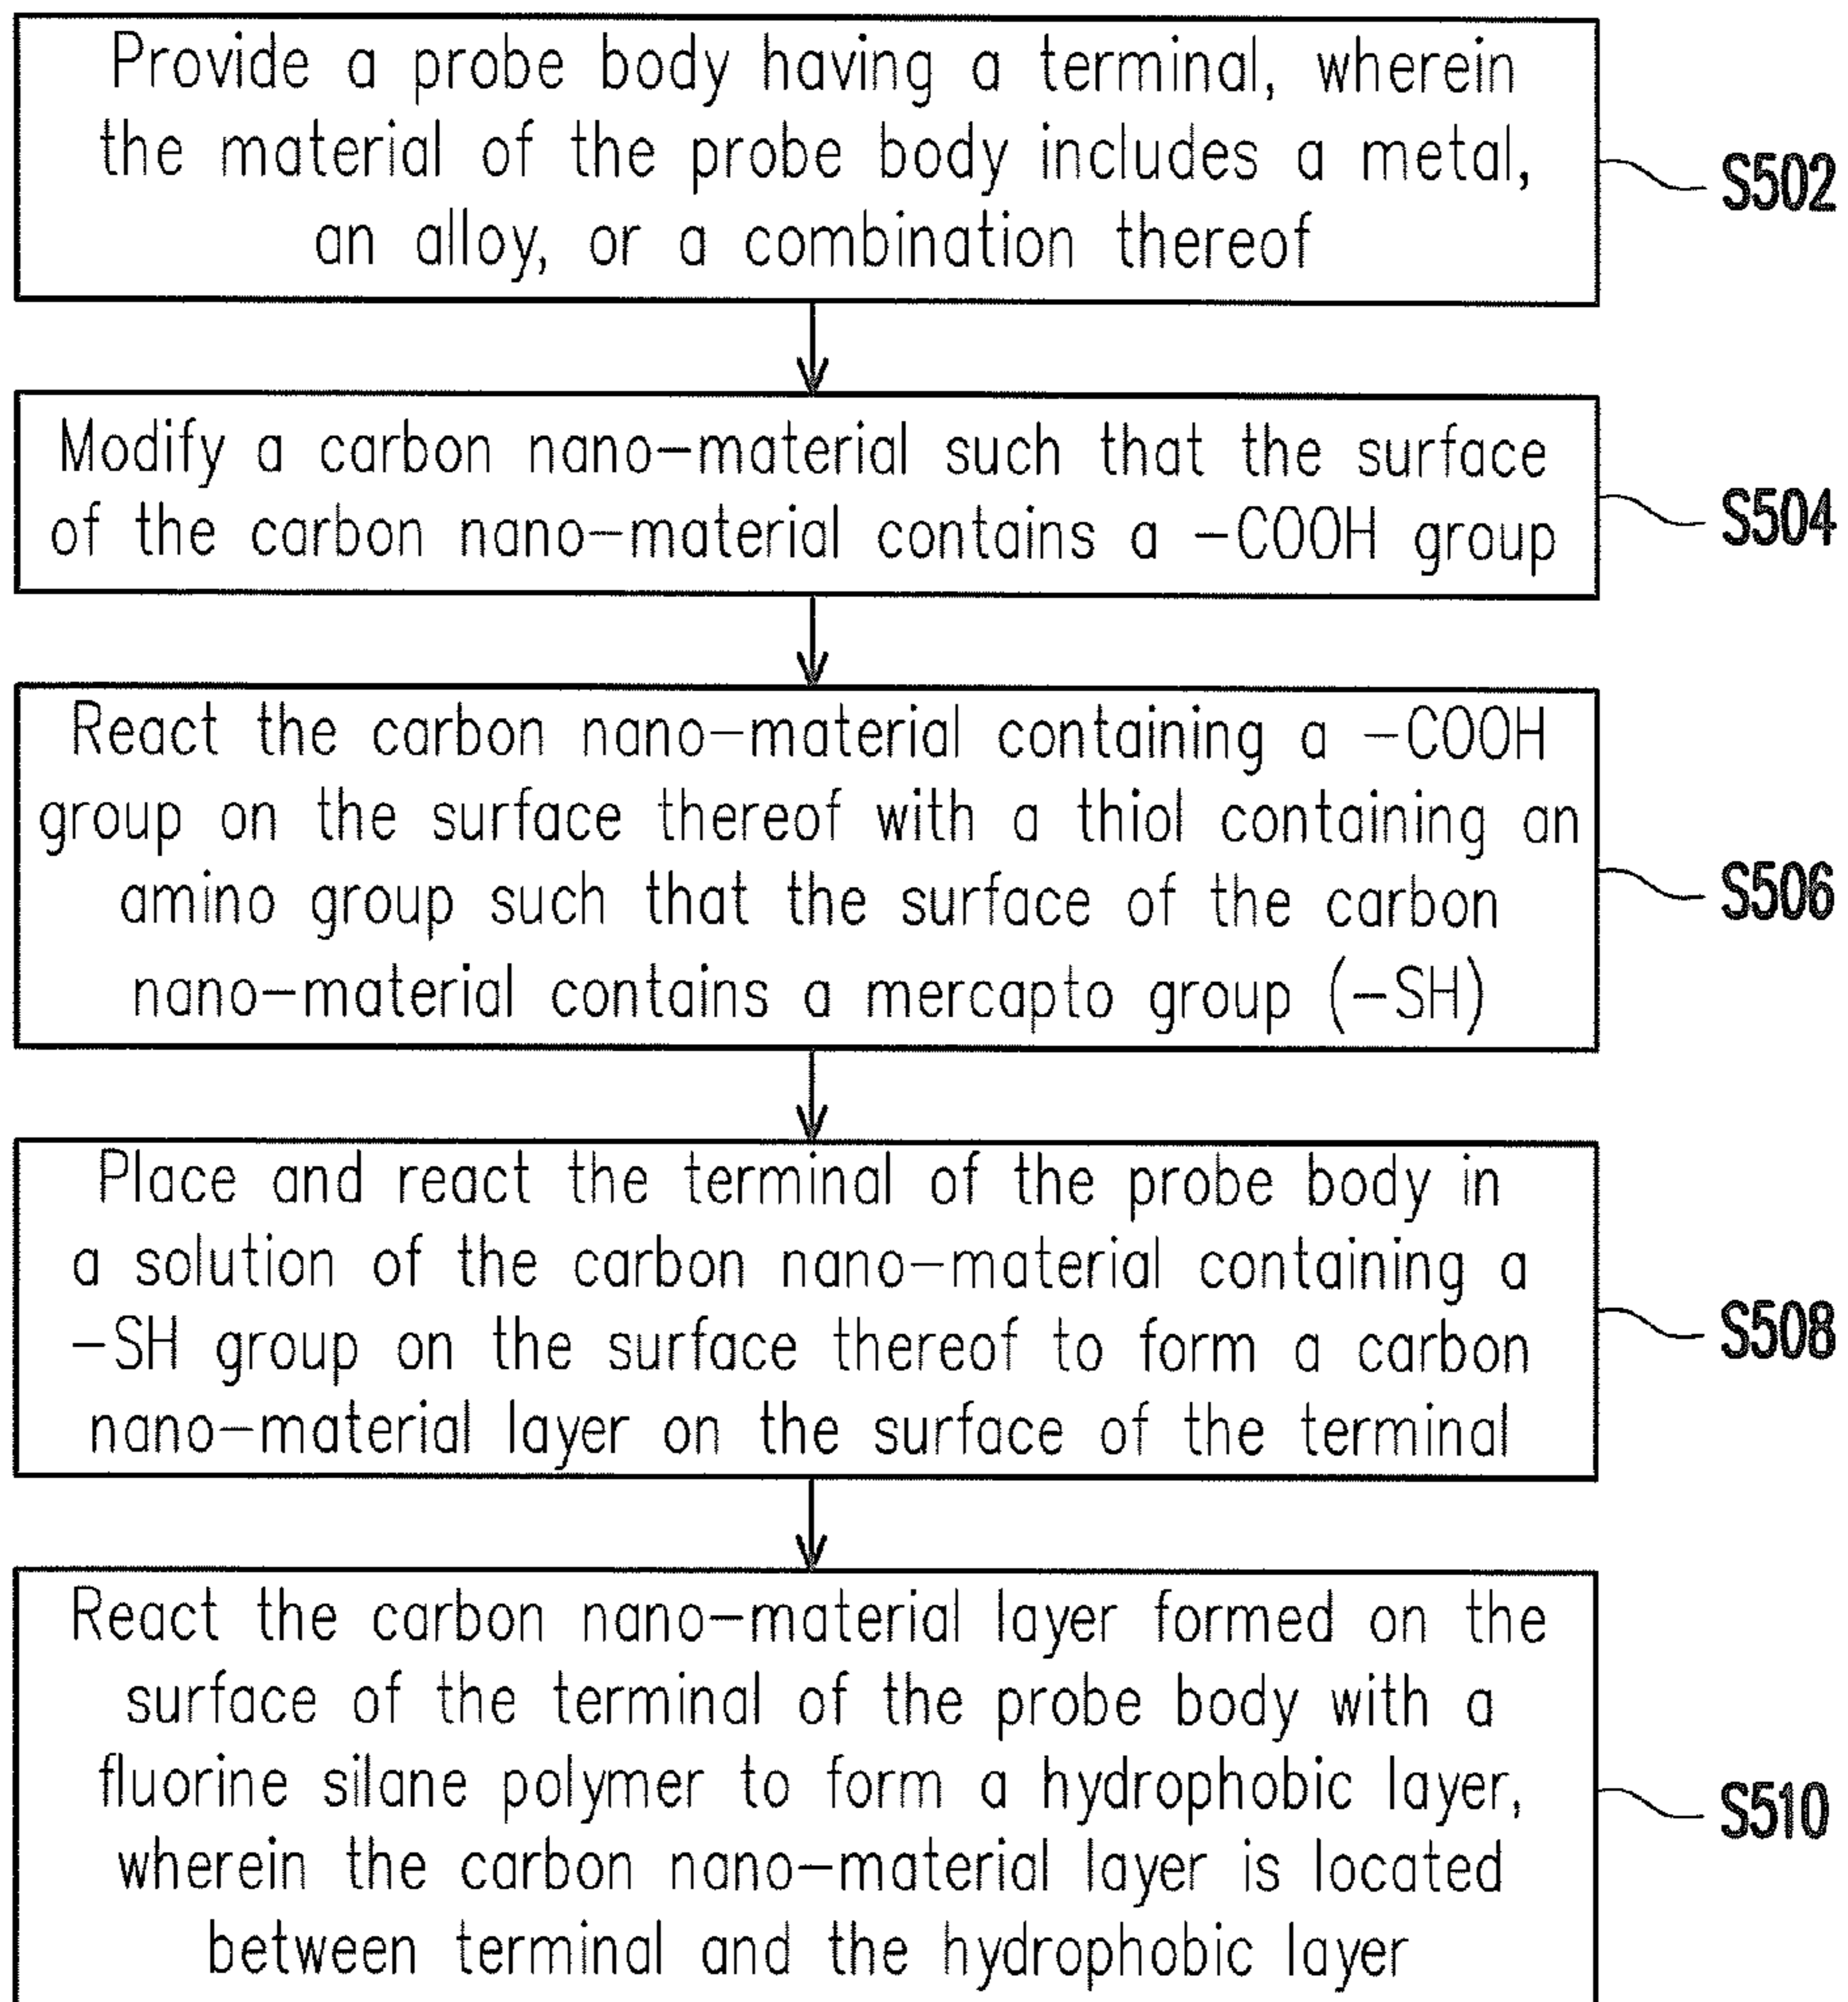 Provide a probe body having a terminal, wherein
the material of the probe body includes a metal,
an alloy, or a combination thereof
S502
Modify a carbon nano-material such that the surface
of the carbon nano-material contains a -COOH group
S504
React the carbon nano-material containing a -COOH
group on the surface thereof with a thiol containing an
amino group such that the surface of the carbon
nano-material contains a mercapto group (-SH)
S506
Place and react the terminal of the probe body in
a solution of the carbon nano-material containing a
-SH group on the surface thereof to form a carbon
nano-material layer on the surface of the terminal
S508
React the carbon nano-material layer formed on the
surface of the terminal of the probe body with a
fluorine silane polymer to form a hydrophobic layer,
wherein the carbon nano-material layer is located
between terminal and the hydrophobic layer
S510